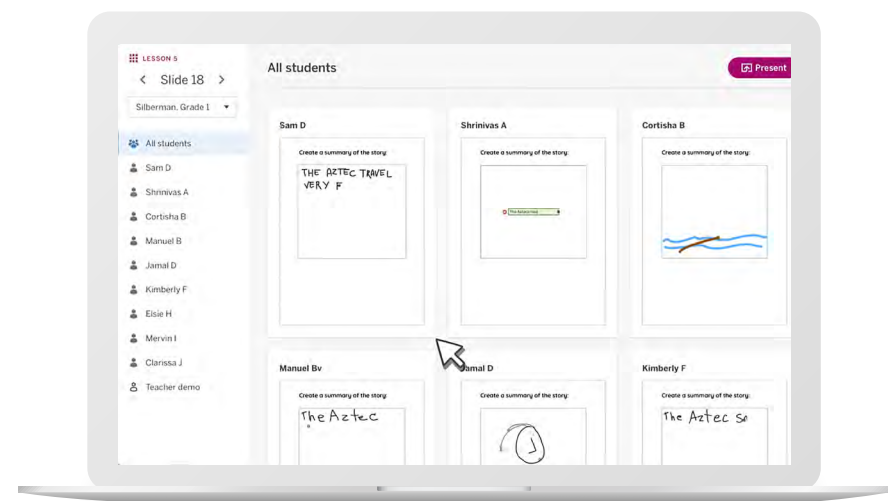 LESSON 5
Slide 18
Silberman. Grade 1
All students
Sam D
Shrinivas A
Cortisha B
Manuel B
Jamal D
Kimberly F
Elsie H
Mervin I
Clarissa J
Teacher demo
All students
Present
Sam D
Create a summary of the story:
THE AZTEC TRAVEL
VERY F
Shrinivas A
Create a summary of the story:
Cortisha B
Create a summary of the story:
Manuel Bv
Create a summary of the story:
The Aztec
Jamal D
Create a summary of the story:
Kimberly F
Create a summary of the story:
The Aztec So